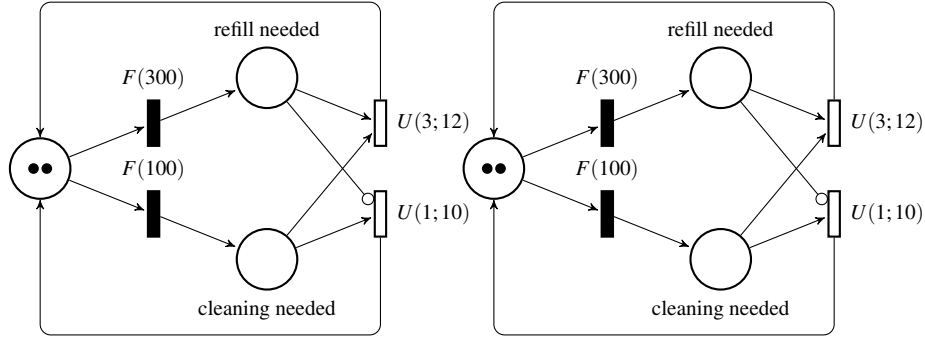 refill needed
F(300)
U(3;12)
F(100)
U(1;10)
cleaning needed
refill needed
F(300)
U(3;12)
F(100)
U(1;10)
cleaning needed